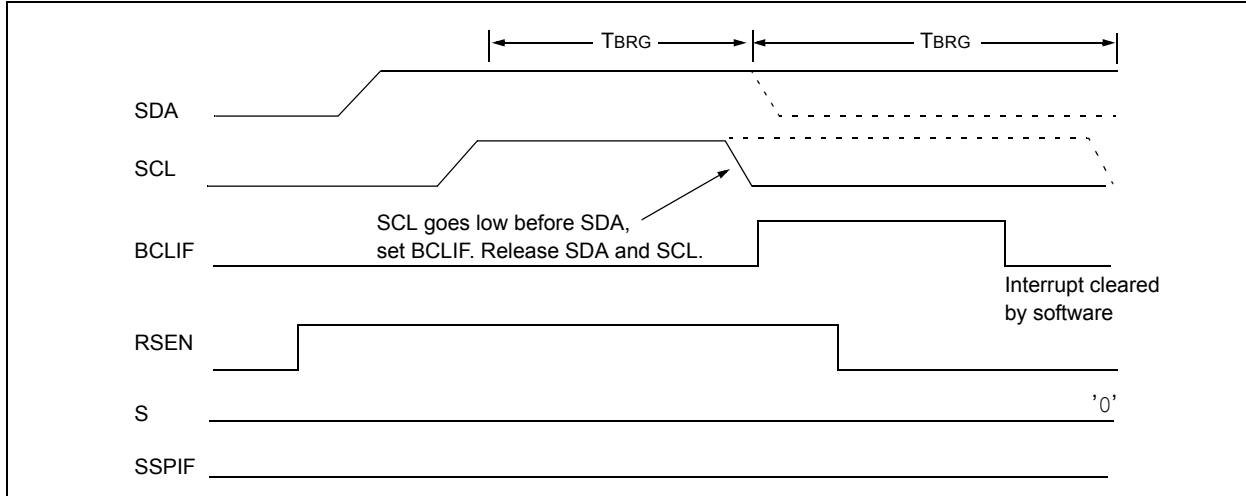 TBRG TBRG
SDA
SCL
SCL goes low before SDA,
set BCLIF. Release SDA and SCL.
BCLIF
Interrupt cleared
by software
RSEN
S
'0'
SSPIF